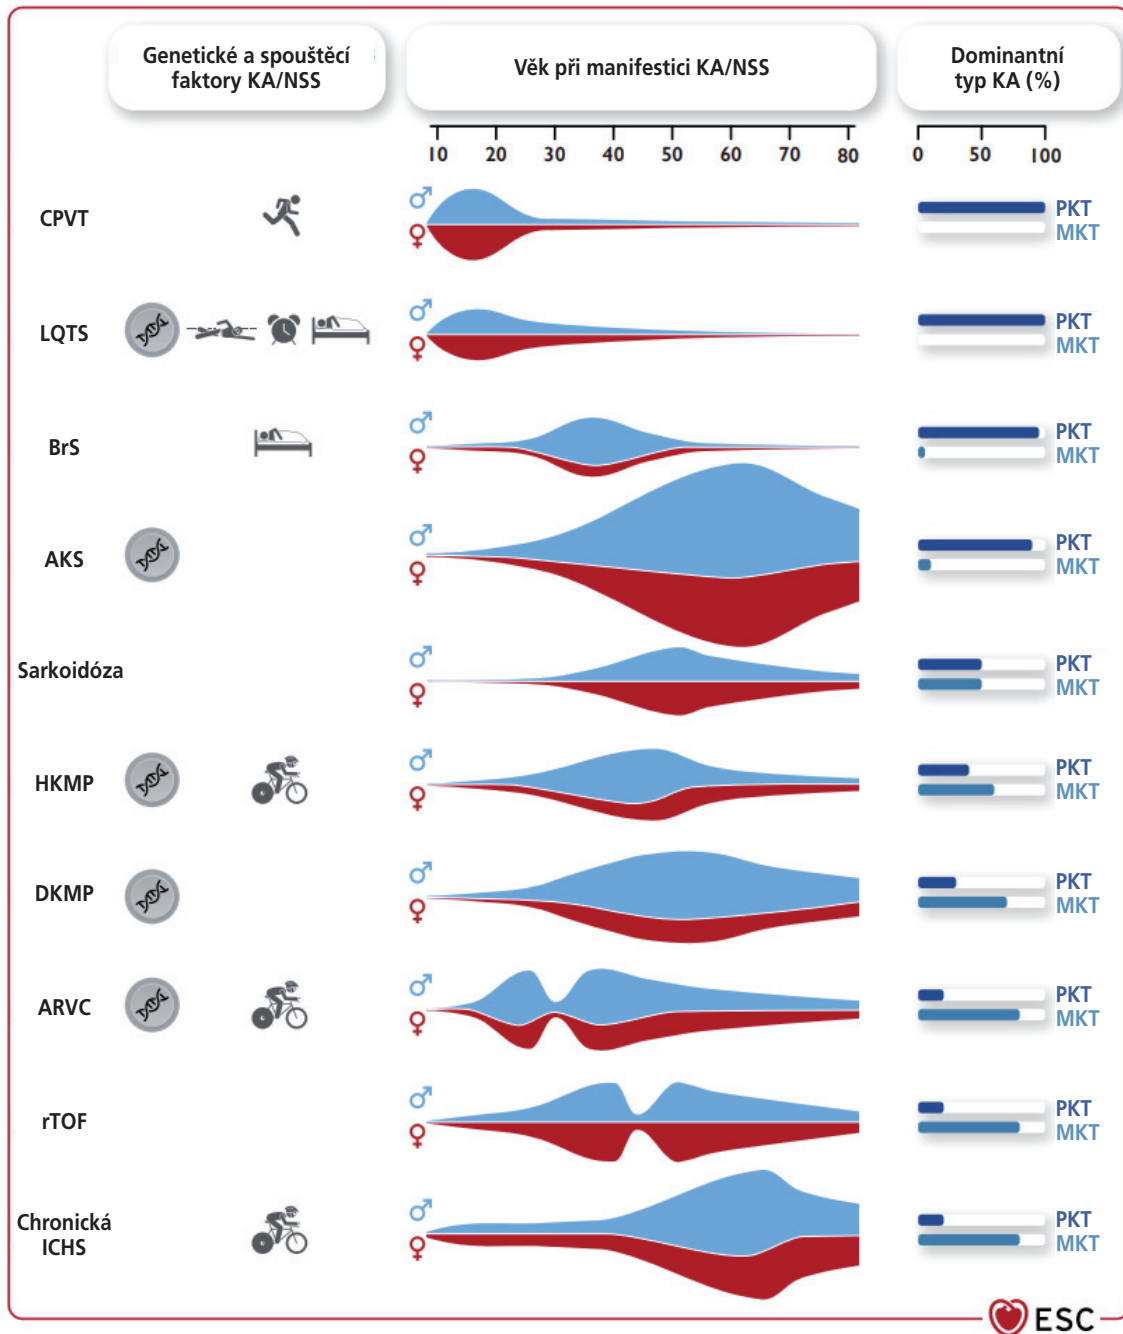 Genetické a spouštěcí
faktory KA/NSS
Věk při manifestici KA/NSS
Dominantní
typ KA (%)
10 20 30 40 50 60 70 80
0 50 100
CPVT
♂
♀
PKT
MKT
LQTS
♂
♀
PKT
MKT
BrS
♂
♀
PKT
MKT
AKS
♂
♀
PKT
MKT
Sarkoidóza
♂
♀
PKT
MKT
HKMP
♂
♀
PKT
MKT
DKMP
♂
♀
PKT
MKT
ARVC
♂
♀
PKT
MKT
rTOF
♂
♀
PKT
MKT
Chronická
ICHS
♂
♀
PKT
MKT
ESC